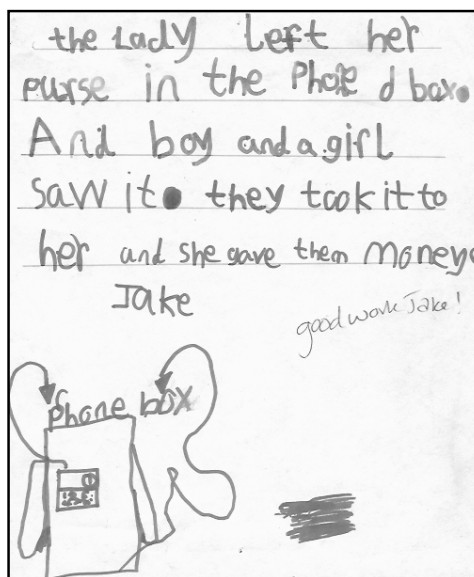 the Lady Left her
purse in the Phone d box.
And boy and a girl
saw it. they took it to
her and she gave them Money.
Jake
good work Jake!
phone box